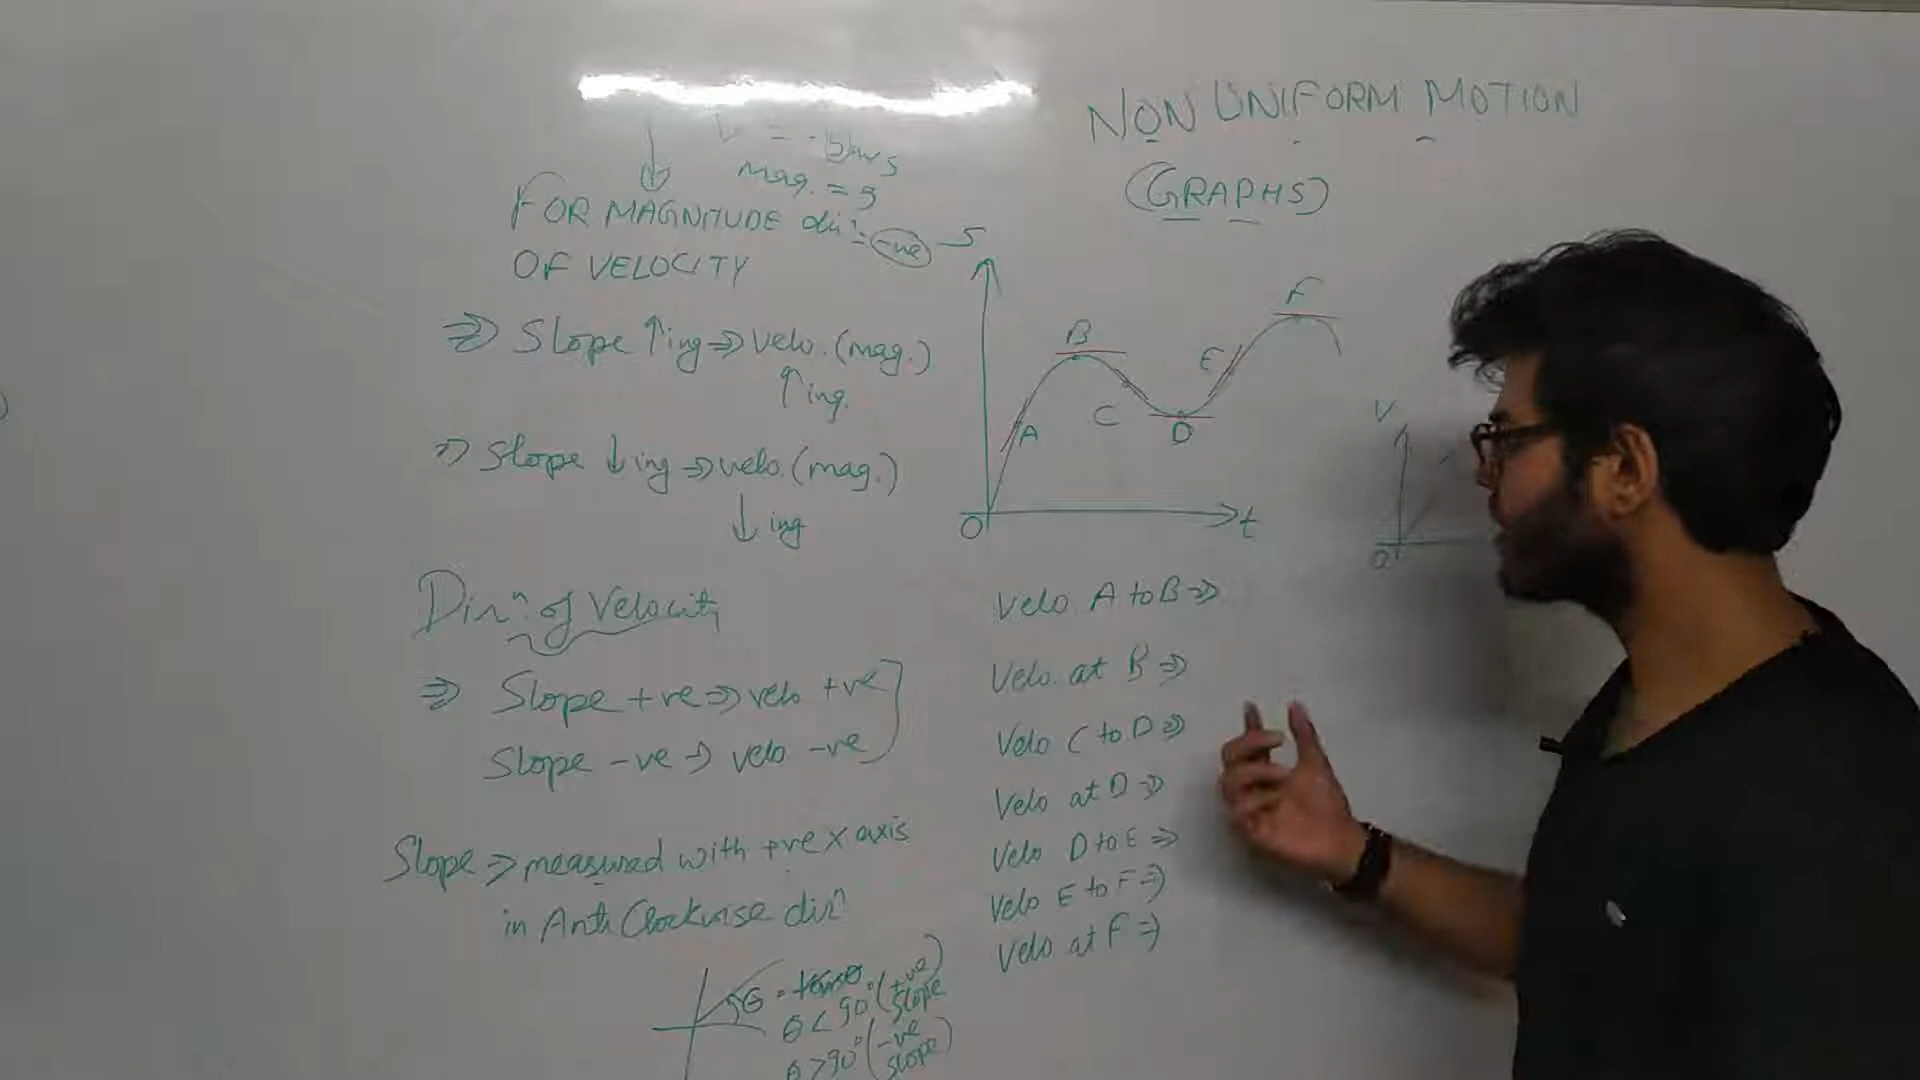 NON UNIFORM MOTION
(GRAPHS)
mag. = 5
FOR MAGNITUDE dirⁿ = -ve
OF VELOCITY
⇒ Slope ↑ing ⇒ velo. (mag.)
↑ing.
⇒ Slope ↓ing ⇒ velo. (mag.)
↓ing
Dirⁿ. of Velocity
⇒ Slope +ve ⇒ velo +ve
Slope -ve ⇒ velo -ve
Slope ⇒ measured with +ve x axis
in Anti Clockwise dirⁿ
θ = tanθ
θ < 90° (+ve slope)
θ > 90° (-ve slope)
S
B
F
E
A
C
D
O
t
V
O
Velo. A to B ⇒
Velo. at B ⇒
Velo C to D ⇒
Velo at D ⇒
Velo D to E ⇒
Velo E to F ⇒
Velo at F ⇒